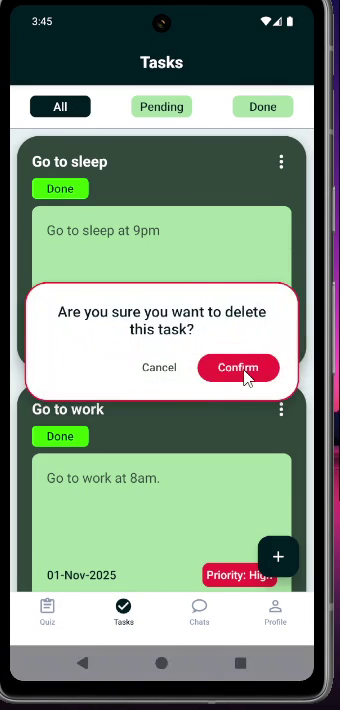 3:45
Tasks
All
Pending
Done
Go to sleep
Done
Go to sleep at 9pm
Are you sure you want to delete
this task?
Cancel
Confirm
Go to work
Done
Go to work at 8am.
01-Nov-2025
Priority: High
+
Quiz
Tasks
Chats
Profile